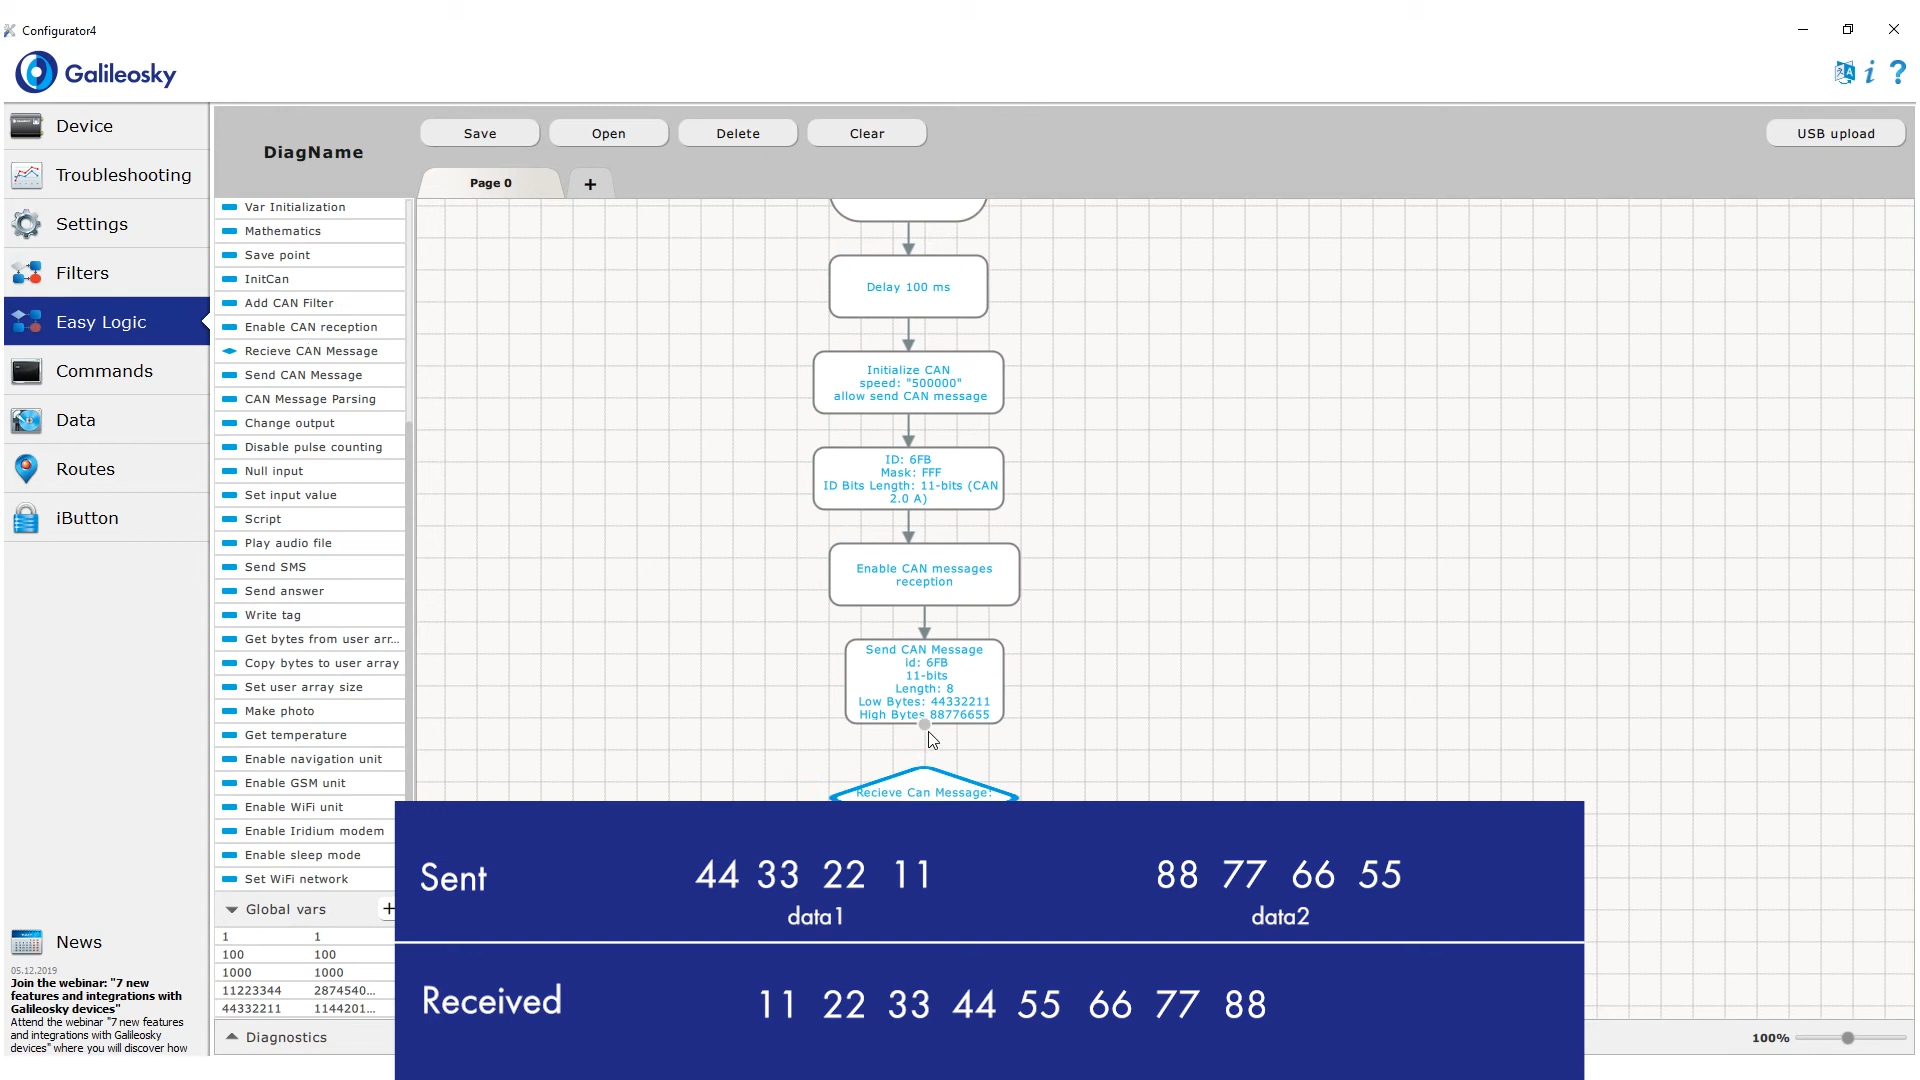 Configurator4
Galileosky
Device
Troubleshooting
Settings
Filters
Easy Logic
Commands
Data
Routes
iButton
News
05.12.2019
Join the webinar: "7 new
features and integrations with
Galileosky devices"
Attend the webinar "7 new features
and integrations with Galileosky
devices" where you will discover how
DiagName
Save
Open
Delete
Clear
USB upload
Page 0
+
Var Initialization
Mathematics
Save point
InitCan
Add CAN Filter
Enable CAN reception
Recieve CAN Message
Send CAN Message
CAN Message Parsing
Change output
Disable pulse counting
Null input
Set input value
Script
Play audio file
Send SMS
Send answer
Write tag
Get bytes from user arr...
Copy bytes to user array
Set user array size
Make photo
Get temperature
Enable navigation unit
Enable GSM unit
Enable WiFi unit
Enable Iridium modem
Enable sleep mode
Set WiFi network
Global vars
+
1 1
100 100
1000 1000
11223344 2874540...
44332211 1144201...
Diagnostics
Delay 100 ms
Initialize CAN
speed: "500000"
allow send CAN message
ID: 6FB
Mask: FFF
ID Bits Length: 11-bits (CAN
2.0 A)
Enable CAN messages
reception
Send CAN Message
id: 6FB
11-bits
Length: 8
Low Bytes: 44332211
High Bytes 88776655
Recieve Can Message:
Sent 44 33 22 11 88 77 66 55
data1 data2
Received 11 22 33 44 55 66 77 88
100%